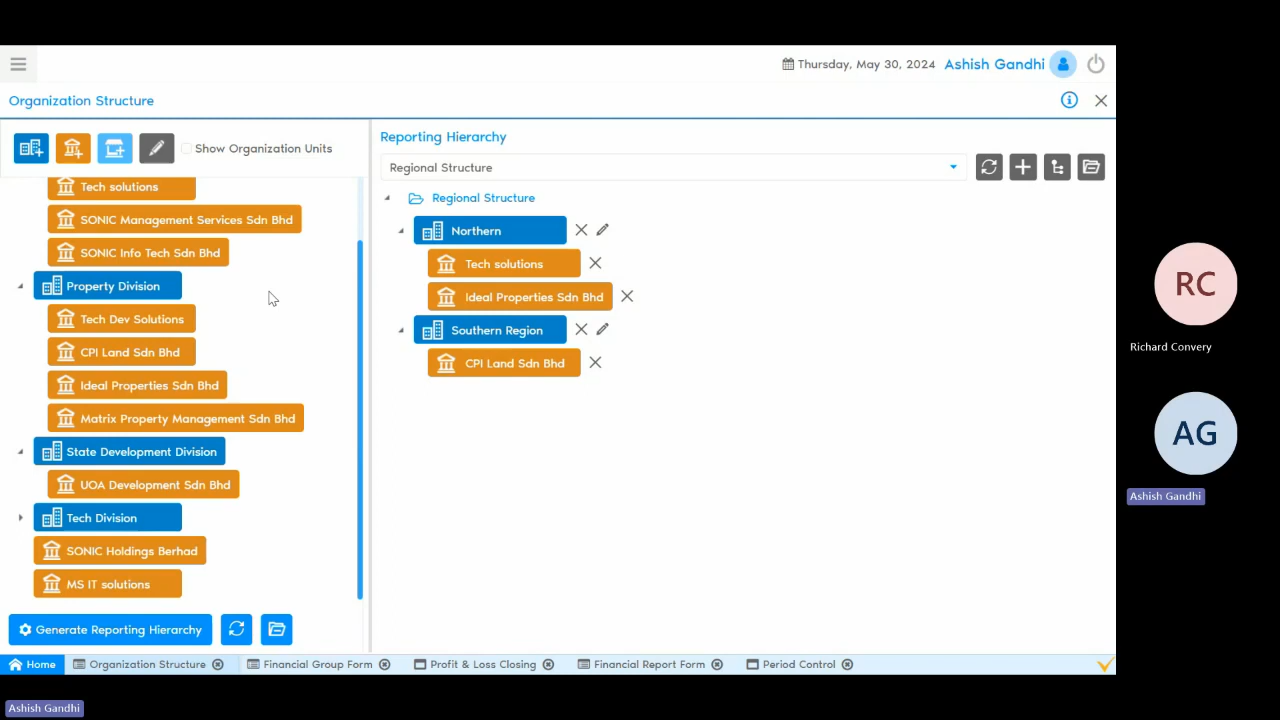 Thursday, May 30, 2024 Ashish Gandhi
Organization Structure
Show Organization Units
Tech solutions
SONIC Management Services Sdn Bhd
SONIC Info Tech Sdn Bhd
Property Division
Tech Dev Solutions
CPI Land Sdn Bhd
Ideal Properties Sdn Bhd
Matrix Property Management Sdn Bhd
State Development Division
UOA Development Sdn Bhd
Tech Division
SONIC Holdings Berhad
MS IT solutions
Generate Reporting Hierarchy
Reporting Hierarchy
Regional Structure
Regional Structure
Northern
Tech solutions
Ideal Properties Sdn Bhd
Southern Region
CPI Land Sdn Bhd
Home Organization Structure Financial Group Form Profit & Loss Closing Financial Report Form Period Control
RC
Richard Convery
AG
Ashish Gandhi
Ashish Gandhi